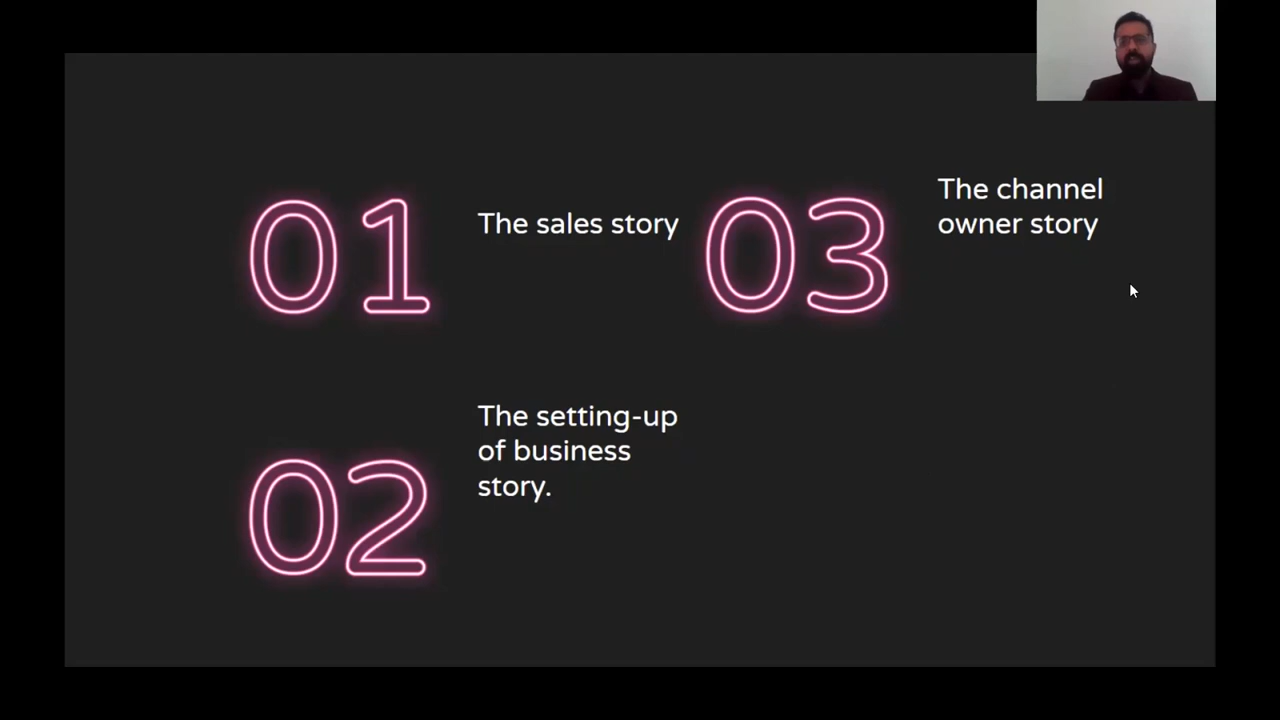 01
The sales story
02
The setting-up
of business
story.
03
The channel
owner story